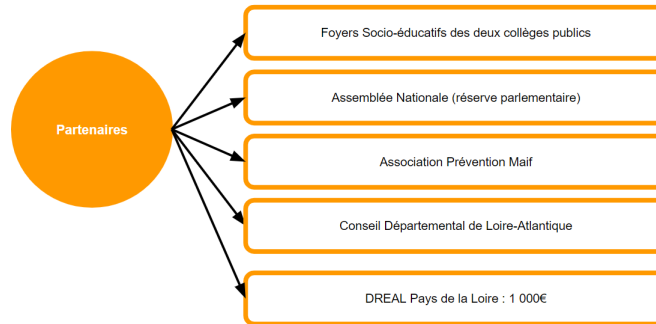 Foyers Socio-éducatifs des deux collèges publics
Assemblée Nationale (réserve parlementaire)
Partenaires
Association Prévention Maif
Conseil Départemental de Loire-Atlantique
DREAL Pays de la Loire : 1 000€